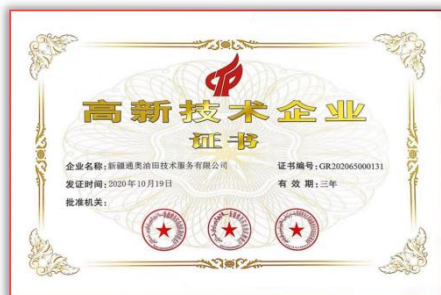 高新技术企业
证书
企业名称:新疆通奥油田技术服务有限公司
证书编号:GR202065000131
发证时间:2020年10月19日
有效期:三年
批准机关: